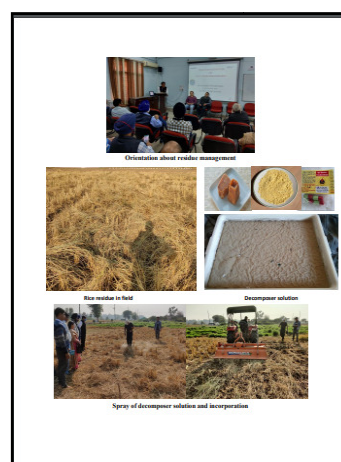 Orientation about residue management
Rice residue in field
Decomposer solution
Spray of decomposer solution and incorporation